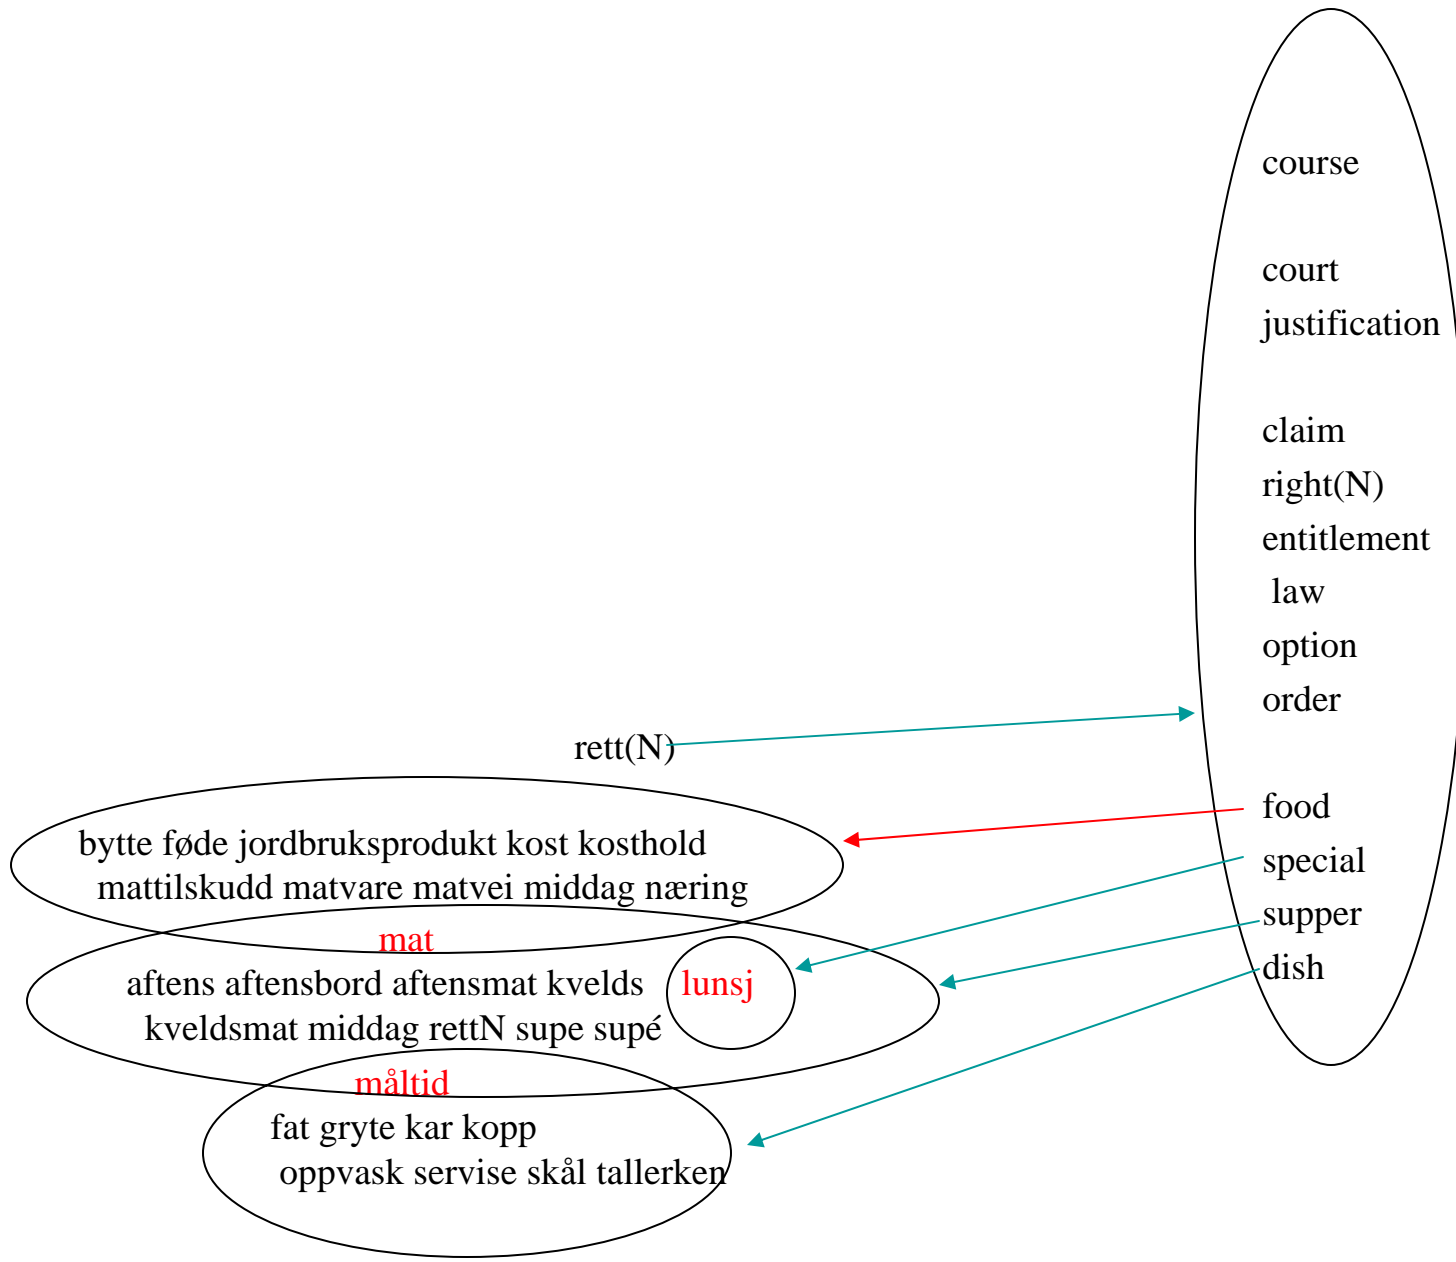 course
court
justification
claim
right(N)
entitlement
law
option
order
rett(N)
food
special
supper
dish
bytte føde jordbruksprodukt kost kosthold
mattilskudd matvare matvei middag næring
mat
aftens aftensbord aftensmat kvelds lunsj
kveldsmat middag rettN supe supé
måltid
fat gryte kar kopp
oppvask servise skål tallerken